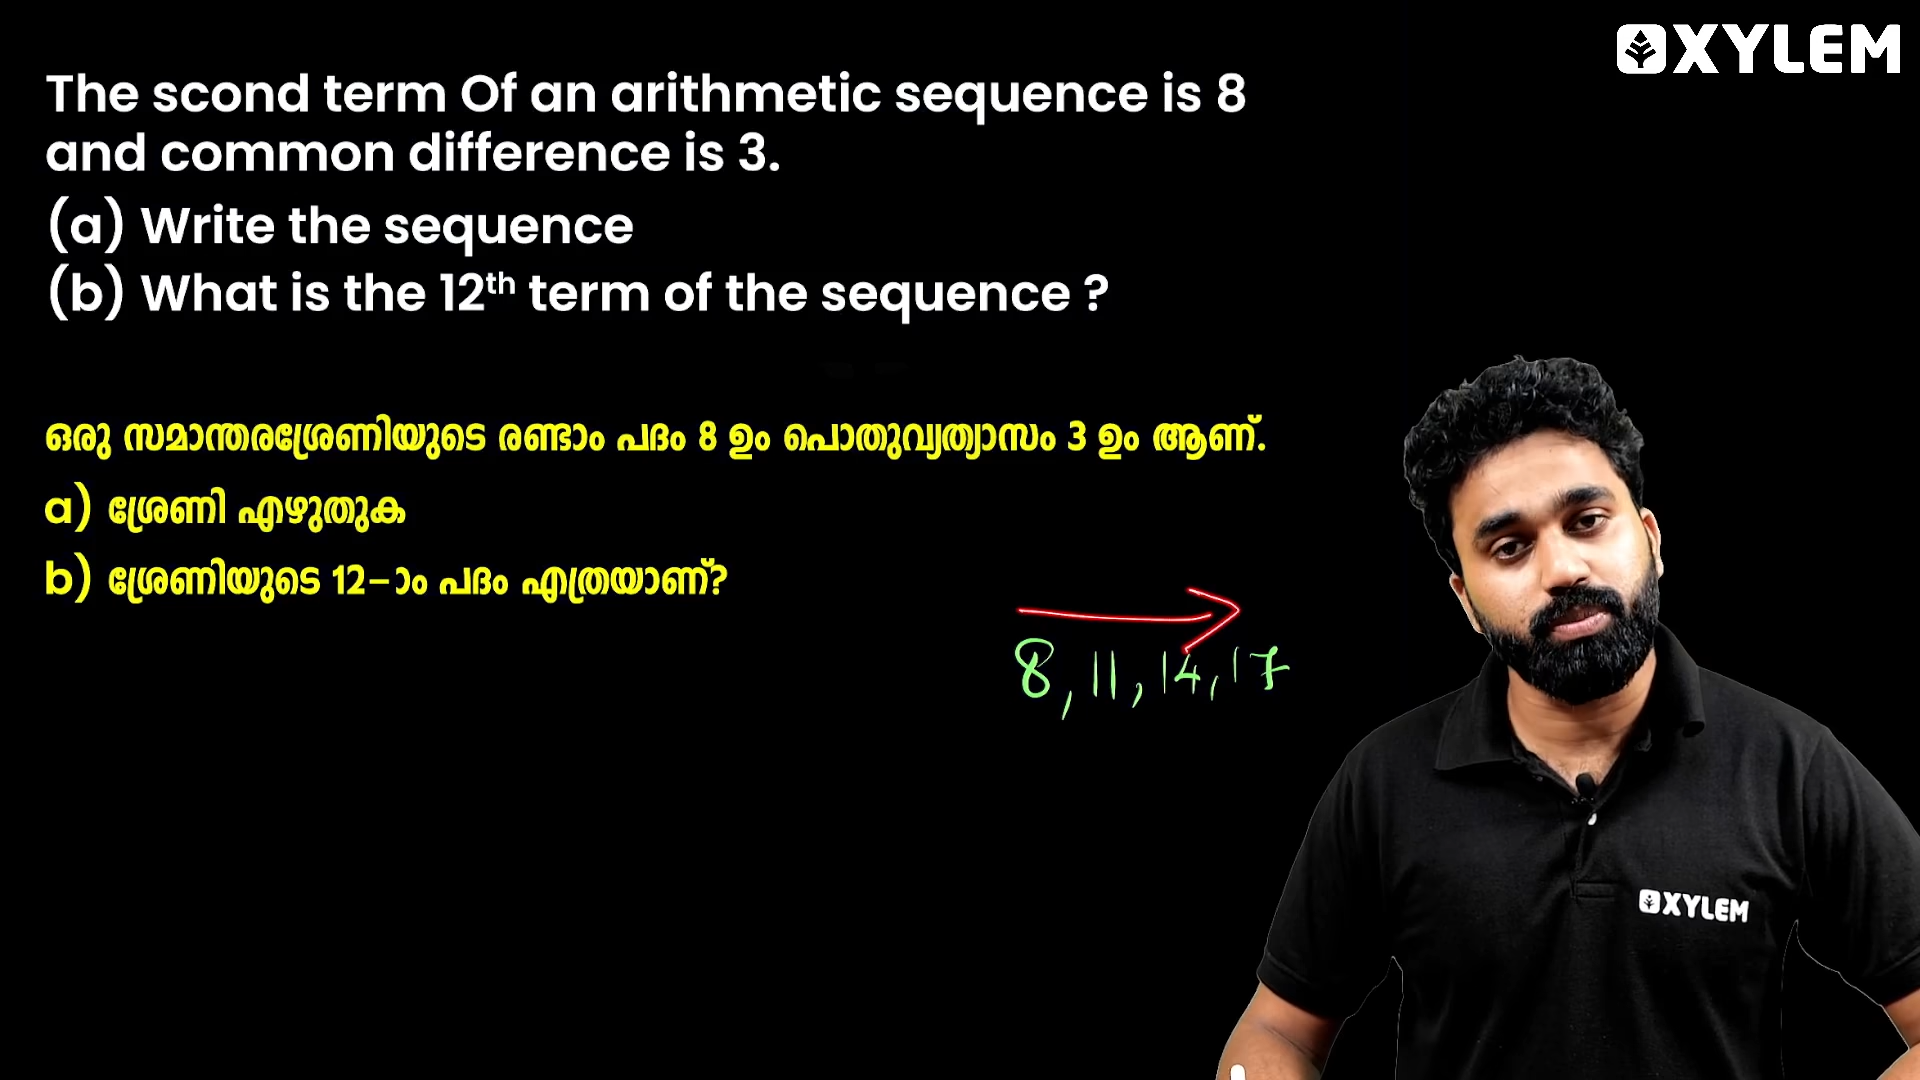 XYLEM
The scond term Of an arithmetic sequence is 8
and common difference is 3.
(a) Write the sequence
(b) What is the 12th term of the sequence ?
ഒരു സമാന്തരശ്രേണിയുടെ രണ്ടാം പദം 8 ഉം പൊതുവ്യത്യാസം 3 ഉം ആണ്.
a) ശ്രേണി എഴുതുക
b) ശ്രേണിയുടെ 12-ാം പദം എത്രയാണ്?
8, 11, 14, 17
XYLEM